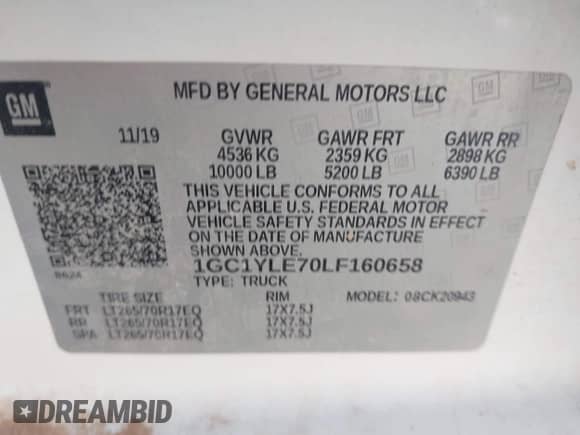 GM
MFD BY GENERAL MOTORS LLC
11/19 GVWR GAWR FRT GAWR RR
4536 KG 2359 KG 2898 KG
10000 LB 5200 LB 6390 LB
THIS VEHICLE CONFORMS TO ALL
APPLICABLE U.S. FEDERAL MOTOR
VEHICLE SAFETY STANDARDS IN EFFECT
ON THE DATE OF MANUFACTURE
SHOWN ABOVE.
8624
1GC1YLE70LF160658
TYPE: TRUCK
TIRE SIZE RIM MODEL: 08CK20943
FRT LT265/70R17EQ 17X7.5J
RR LT265/70R17EQ 17X7.5J
SPA LT265/70R17EQ 17X7.5J
DREAMBID